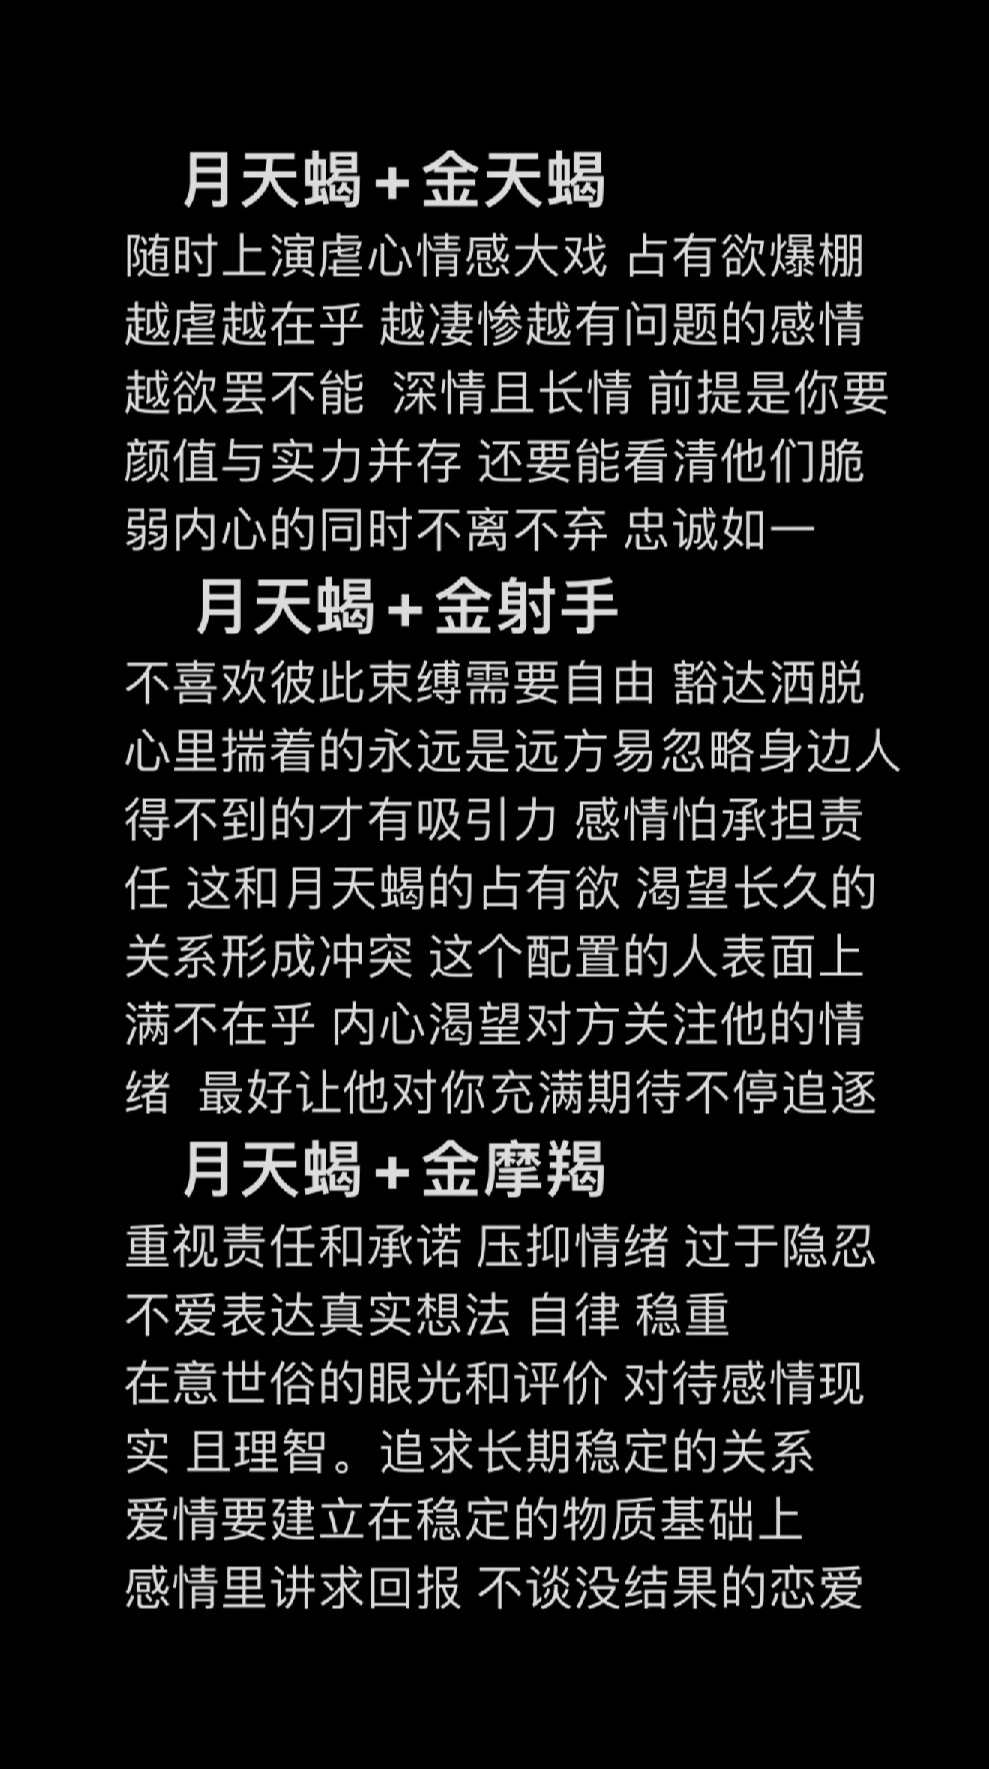 月天蝎+金天蝎
随时上演虐心情感大戏 占有欲爆棚
越虐越在乎 越凄惨越有问题的感情
越欲罢不能 深情且长情 前提是你要
颜值与实力并存 还要能看清他们脆
弱内心的同时不离不弃 忠诚如一
月天蝎+金射手
不喜欢彼此束缚需要自由 豁达洒脱
心里揣着的永远是远方易忽略身边人
得不到的才有吸引力 感情怕承担责
任 这和月天蝎的占有欲 渴望长久的
关系形成冲突 这个配置的人表面上
满不在乎 内心渴望对方关注他的情
绪 最好让他对你充满期待不停追逐
月天蝎+金摩羯
重视责任和承诺 压抑情绪 过于隐忍
不爱表达真实想法 自律 稳重
在意世俗的眼光和评价 对待感情现
实 且理智。追求长期稳定的关系
爱情要建立在稳定的物质基础上
感情里讲求回报 不谈没结果的恋爱